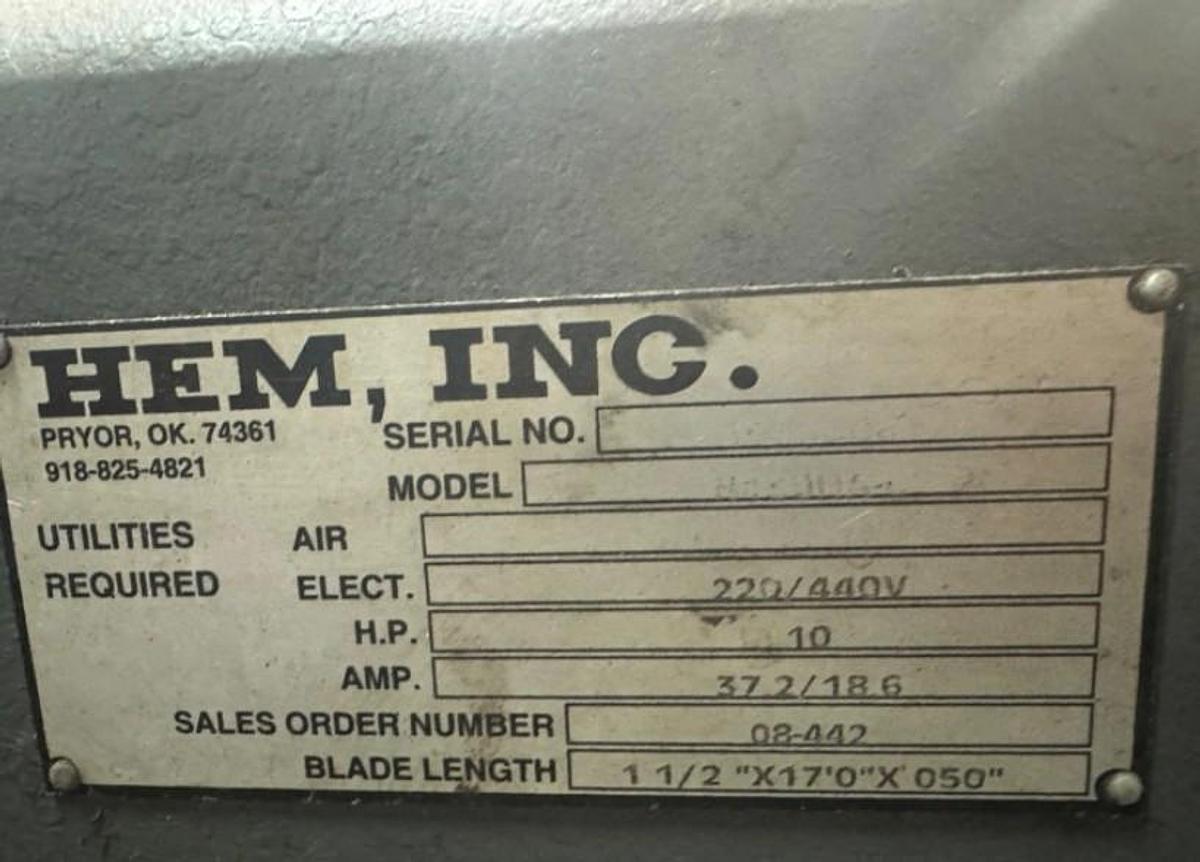 HEM, INC.
PRYOR, OK. 74361
918-825-4821
SERIAL NO.
MODEL
UTILITIES REQUIRED
AIR
ELECT. 220/440V
H.P. 10
AMP. 37.2/18.6
SALES ORDER NUMBER 08-442
BLADE LENGTH 1 1/2 "X17'0"X.050"